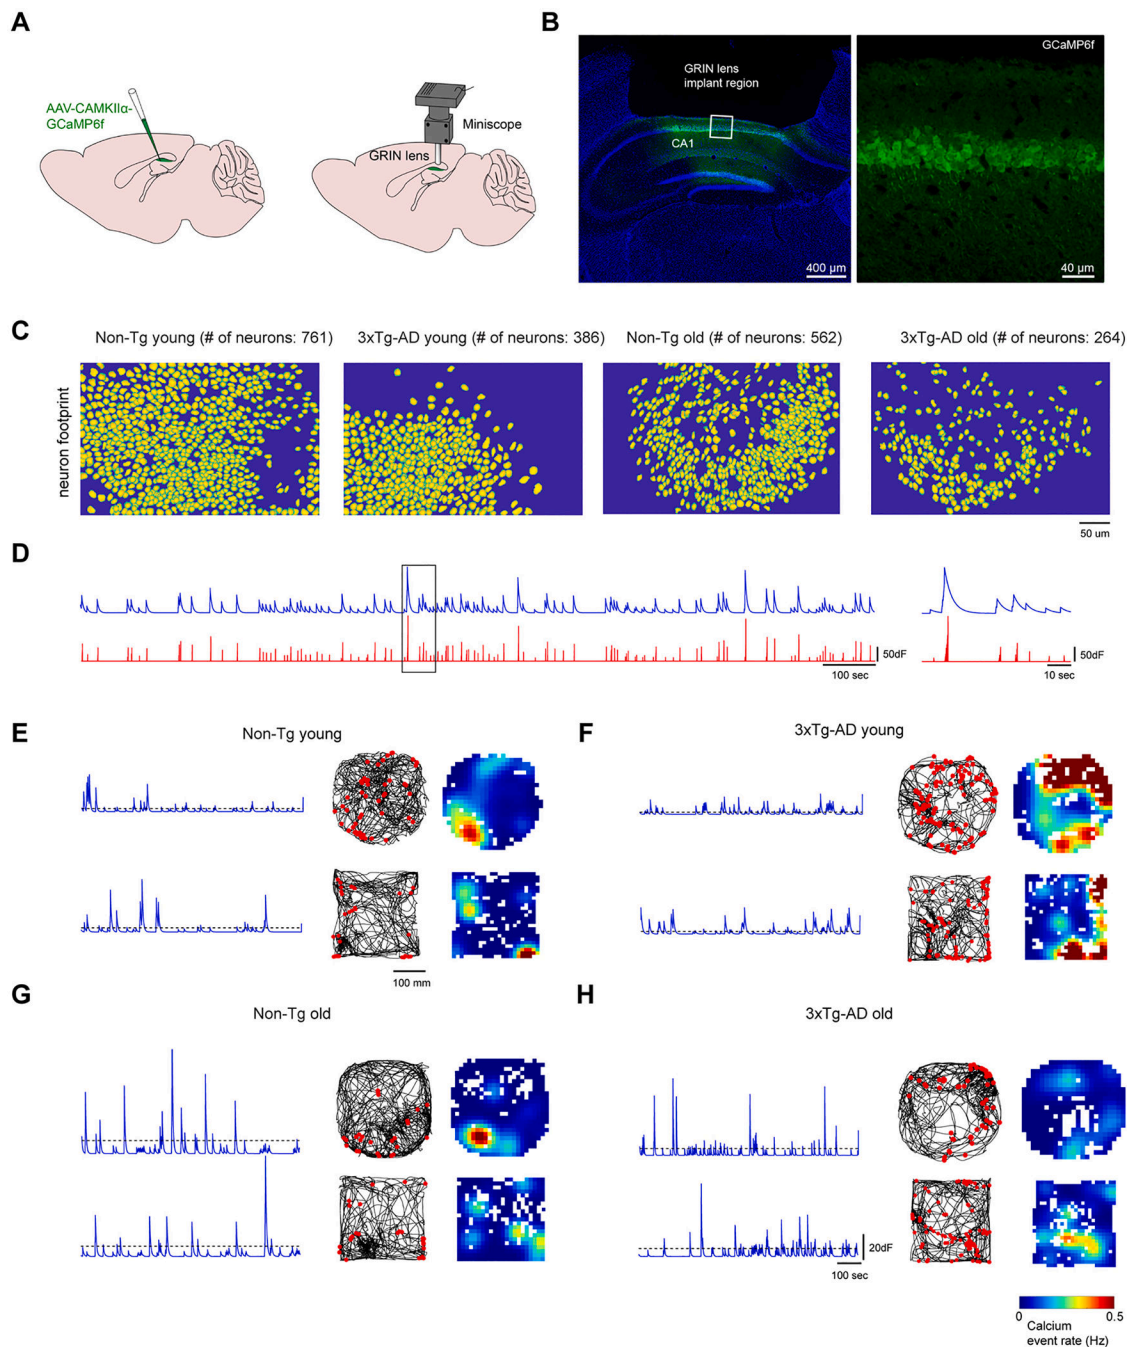 A
AAV-CAMKIIα-
GCaMP6f
Miniscope
GRIN lens
B
GRIN lens
implant region
CA1
400 µm
GCaMP6f
40 µm
C
Non-Tg young (# of neurons: 761)
3xTg-AD young (# of neurons: 386)
Non-Tg old (# of neurons: 562)
3xTg-AD old (# of neurons: 264)
neuron footprint
50 um
D
50dF
100 sec
50dF
10 sec
E
Non-Tg young
100 mm
F
3xTg-AD young
G
Non-Tg old
H
3xTg-AD old
20dF
100 sec
0
0.5
Calcium
event rate (Hz)